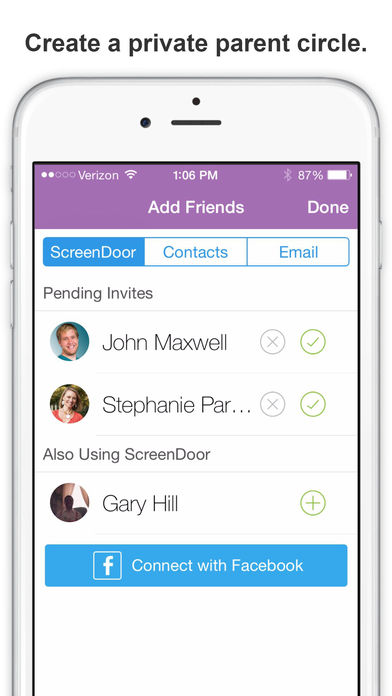 Create a private parent circle.
Verizon 1:06 PM 87%
Add Friends Done
ScreenDoor Contacts Email
Pending Invites
John Maxwell
Stephanie Par...
Also Using ScreenDoor
Gary Hill
f Connect with Facebook